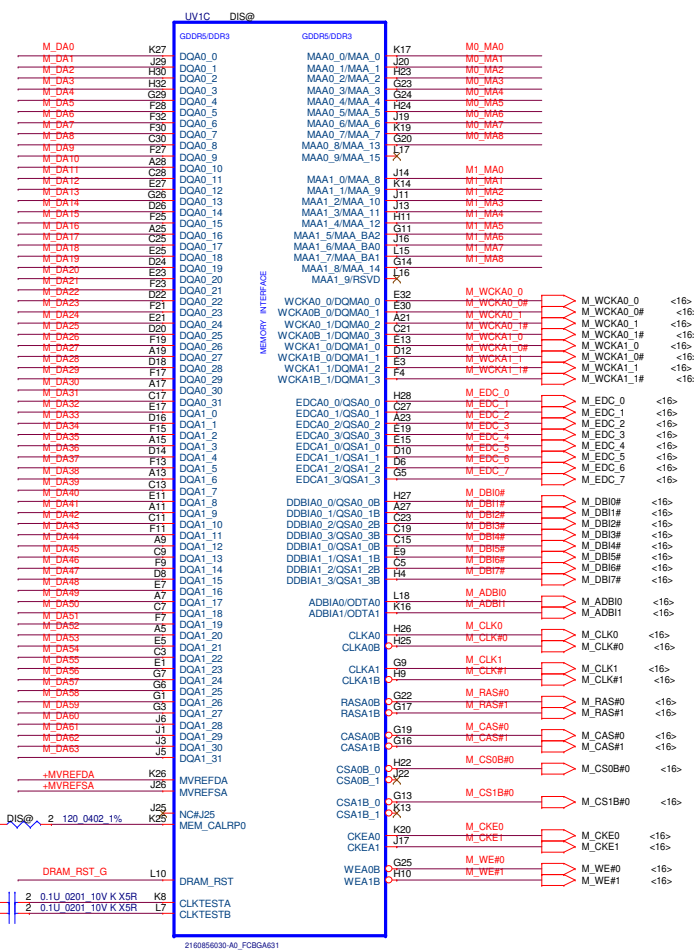 UV1C DIS@
GDDR5/DDR3 GDDR5/DDR3
M_DA0 K27 DQA0_0
M_DA1 J29 DQA0_1
M_DA2 H30 DQA0_2
M_DA3 H32 DQA0_3
M_DA4 G29 DQA0_4
M_DA5 F28 DQA0_5
M_DA6 F32 DQA0_6
M_DA7 F30 DQA0_7
M_DA8 C30 DQA0_8
M_DA9 F27 DQA0_9
M_DA10 A28 DQA0_10
M_DA11 C28 DQA0_11
M_DA12 E27 DQA0_12
M_DA13 G26 DQA0_13
M_DA14 D26 DQA0_14
M_DA15 F25 DQA0_15
M_DA16 A25 DQA0_16
M_DA17 C25 DQA0_17
M_DA18 E25 DQA0_18
M_DA19 D24 DQA0_19
M_DA20 E23 DQA0_20
M_DA21 F23 DQA0_21
M_DA22 D22 DQA0_22
M_DA23 F21 DQA0_23
M_DA24 E21 DQA0_24
M_DA25 D20 DQA0_25
M_DA26 F19 DQA0_26
M_DA27 A19 DQA0_27
M_DA28 D18 DQA0_28
M_DA29 F17 DQA0_29
M_DA30 A17 DQA0_30
M_DA31 C17 DQA0_31
M_DA32 E17 DQA1_0
M_DA33 D16 DQA1_1
M_DA34 F15 DQA1_2
M_DA35 A15 DQA1_3
M_DA36 D14 DQA1_4
M_DA37 F13 DQA1_5
M_DA38 A13 DQA1_6
M_DA39 C13 DQA1_7
M_DA40 E11 DQA1_8
M_DA41 A11 DQA1_9
M_DA42 C11 DQA1_10
M_DA43 F11 DQA1_11
M_DA44 A9 DQA1_12
M_DA45 C9 DQA1_13
M_DA46 F9 DQA1_14
M_DA47 D8 DQA1_15
M_DA48 E7 DQA1_16
M_DA49 A7 DQA1_17
M_DA50 C7 DQA1_18
M_DA51 F7 DQA1_19
M_DA52 A5 DQA1_20
M_DA53 E5 DQA1_21
M_DA54 C3 DQA1_22
M_DA55 E1 DQA1_23
M_DA56 G7 DQA1_24
M_DA57 G6 DQA1_25
M_DA58 G1 DQA1_26
M_DA59 G3 DQA1_27
M_DA60 J6 DQA1_28
M_DA61 J1 DQA1_29
M_DA62 J3 DQA1_30
M_DA63 J5 DQA1_31
+MVREFDA K26 MVREFDA
+MVREFSA J26 MVREFSA
J25 NC#J25
DIS@ 2 120_0402_1% K25 MEM_CALRP0
DRAM_RST_G L10 DRAM_RST
2 0.1U_0201_10V K X5R K8 CLKTESTA
2 0.1U_0201_10V K X5R L7 CLKTESTB
MEMORY INTERFACE
MAA0_0/MAA_0 K17 M0_MA0
MAA0_1/MAA_1 J20 M0_MA1
MAA0_2/MAA_2 H23 M0_MA2
MAA0_3/MAA_3 G23 M0_MA3
MAA0_4/MAA_4 G24 M0_MA4
MAA0_5/MAA_5 H24 M0_MA5
MAA0_6/MAA_6 J19 M0_MA6
MAA0_7/MAA_7 K19 M0_MA7
MAA0_8/MAA_13 G20 M0_MA8
MAA0_9/MAA_15 L17
MAA1_0/MAA_8 J14 M1_MA0
MAA1_1/MAA_9 K14 M1_MA1
MAA1_2/MAA_10 J11 M1_MA2
MAA1_3/MAA_11 J13 M1_MA3
MAA1_4/MAA_12 H11 M1_MA4
MAA1_5/MAA_BA2 G11 M1_MA5
MAA1_6/MAA_BA0 J16 M1_MA6
MAA1_7/MAA_BA1 L15 M1_MA7
MAA1_8/MAA_14 G14 M1_MA8
MAA1_9/RSVD L16
WCKA0_0/DQMA0_0 E32 M_WCKA0_0 M_WCKA0_0 <16>
WCKA0B_0/DQMA0_1 E30 M_WCKA0_0# M_WCKA0_0# <16>
WCKA0_1/DQMA0_2 A21 M_WCKA0_1 M_WCKA0_1 <16>
WCKA0B_1/DQMA0_3 C21 M_WCKA0_1# M_WCKA0_1# <16>
WCKA1_0/DQMA1_0 E13 M_WCKA1_0 M_WCKA1_0 <16>
WCKA1B_0/DQMA1_1 D12 M_WCKA1_0# M_WCKA1_0# <16>
WCKA1_1/DQMA1_2 E3 M_WCKA1_1 M_WCKA1_1 <16>
WCKA1B_1/DQMA1_3 F4 M_WCKA1_1# M_WCKA1_1# <16>
EDCA0_0/QSA0_0 H28 M_EDC_0 M_EDC_0 <16>
EDCA0_1/QSA0_1 C27 M_EDC_1 M_EDC_1 <16>
EDCA0_2/QSA0_2 A23 M_EDC_2 M_EDC_2 <16>
EDCA0_3/QSA0_3 E19 M_EDC_3 M_EDC_3 <16>
EDCA1_0/QSA1_0 E15 M_EDC_4 M_EDC_4 <16>
EDCA1_1/QSA1_1 D10 M_EDC_5 M_EDC_5 <16>
EDCA1_2/QSA1_2 D6 M_EDC_6 M_EDC_6 <16>
EDCA1_3/QSA1_3 G5 M_EDC_7 M_EDC_7 <16>
DDBIA0_0/QSA0_0B H27 M_DBI0# M_DBI0# <16>
DDBIA0_1/QSA0_1B A27 M_DBI1# M_DBI1# <16>
DDBIA0_2/QSA0_2B C23 M_DBI2# M_DBI2# <16>
DDBIA0_3/QSA0_3B C19 M_DBI3# M_DBI3# <16>
DDBIA1_0/QSA1_0B C15 M_DBI4# M_DBI4# <16>
DDBIA1_1/QSA1_1B E9 M_DBI5# M_DBI5# <16>
DDBIA1_2/QSA1_2B C5 M_DBI6# M_DBI6# <16>
DDBIA1_3/QSA1_3B H4 M_DBI7# M_DBI7# <16>
ADBIA0/ODTA0 L18 M_ADBI0 M_ADBI0 <16>
ADBIA1/ODTA1 K16 M_ADBI1 M_ADBI1 <16>
CLKA0 H26 M_CLK0 M_CLK0 <16>
CLKA0B H25 M_CLK#0 M_CLK#0 <16>
CLKA1 G9 M_CLK1 M_CLK1 <16>
CLKA1B H9 M_CLK#1 M_CLK#1 <16>
RASA0B G22 M_RAS#0 M_RAS#0 <16>
RASA1B G17 M_RAS#1 M_RAS#1 <16>
CASA0B G19 M_CAS#0 M_CAS#0 <16>
CASA1B G16 M_CAS#1 M_CAS#1 <16>
CSA0B_0 H22 M_CS0B#0 M_CS0B#0 <16>
CSA0B_1 J22
CSA1B_0 G13 M_CS1B#0 M_CS1B#0 <16>
CSA1B_1 K13
CKEA0 K20 M_CKE0 M_CKE0 <16>
CKEA1 J17 M_CKE1 M_CKE1 <16>
WEA0B G25 M_WE#0 M_WE#0 <16>
WEA1B H10 M_WE#1 M_WE#1 <16>
2160856030-A0_FCBGA631